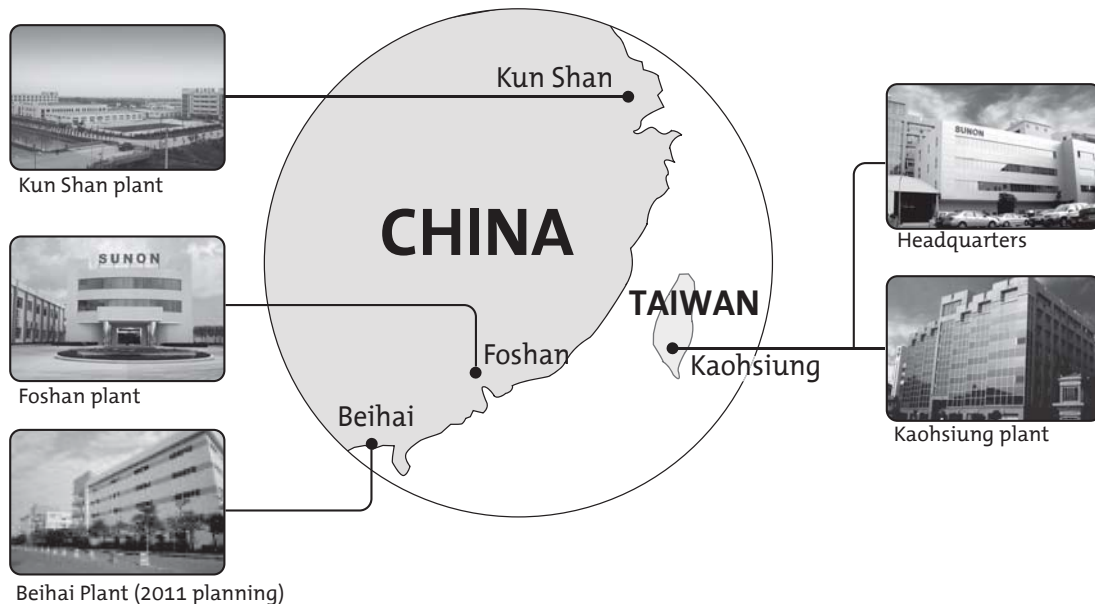 Kun Shan
Kun Shan plant
SUNON
Headquarters
CHINA
SUNON
TAIWAN
Foshan
Foshan plant
Kaohsiung
Kaohsiung plant
Beihai
Beihai Plant (2011 planning)